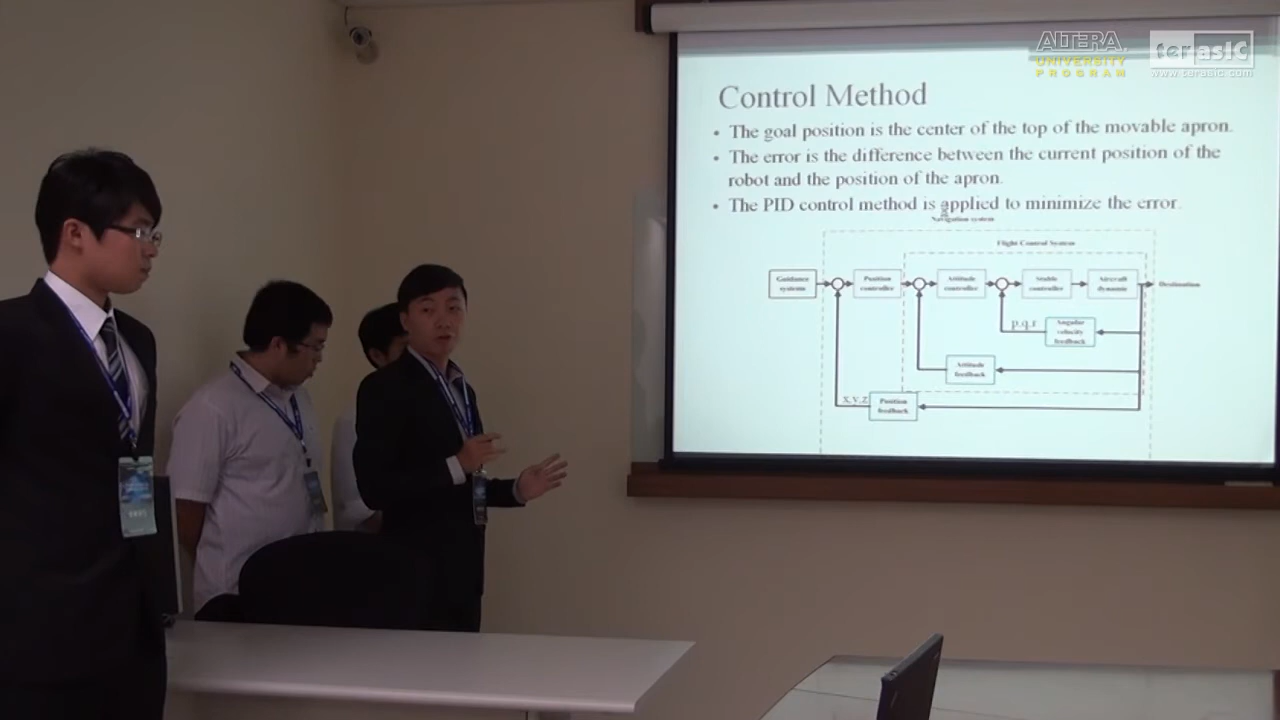 ALTERA
UNIVERSITY
PROGRAM
terasic
www.terasic.com
Control Method
• The goal position is the center of the top of the movable apron.
• The error is the difference between the current position of the
robot and the position of the apron.
• The PID control method is applied to minimize the error.
Navigation system
Flight Control System
Guidance
system
Position
controller
Attitude
controller
Stable
controller
Aircraft
dynamic
Destination
p,q,r
Angular
velocity
feedback
Attitude
feedback
x,y,z
Position
feedback